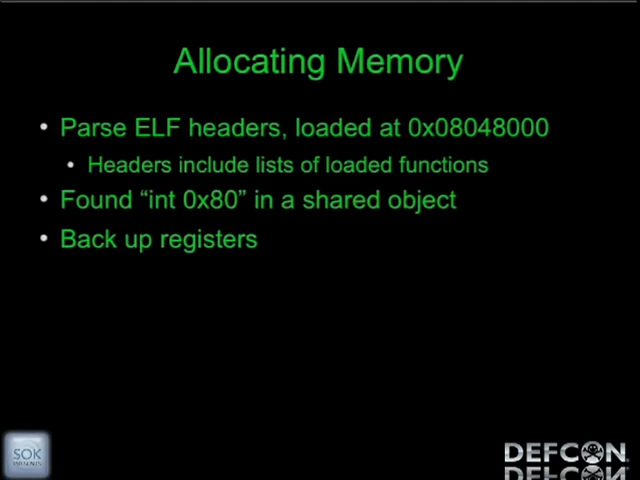 Allocating Memory
• Parse ELF headers, loaded at 0x08048000
• Headers include lists of loaded functions
• Found “int 0x80” in a shared object
• Back up registers
SOK
DEFCON